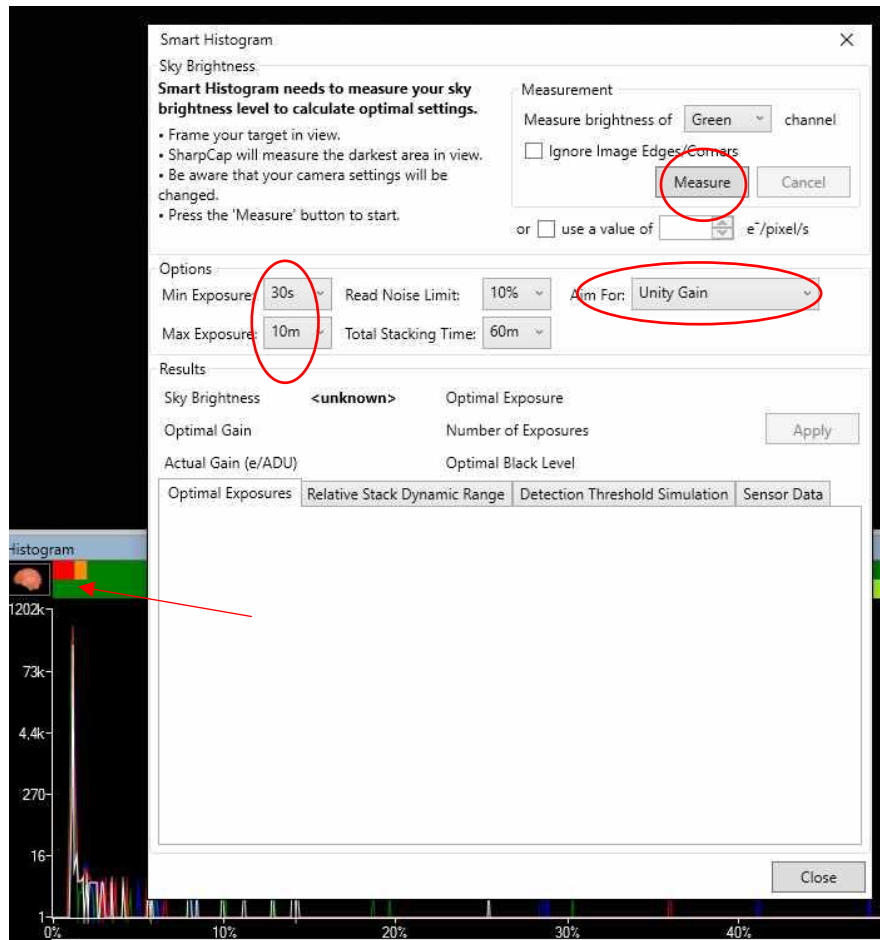 Smart Histogram
Sky Brightness
Smart Histogram needs to measure your sky
brightness level to calculate optimal settings.
• Frame your target in view.
• SharpCap will measure the darkest area in view.
• Be aware that your camera settings will be
changed.
• Press the 'Measure' button to start.
Measurement
Measure brightness of Green channel
Ignore Image Edges/Corners
Measure Cancel
or use a value of e⁻/pixel/s
Options
Min Exposure: 30s Read Noise Limit: 10% Aim For: Unity Gain
Max Exposure: 10m Total Stacking Time: 60m
Results
Sky Brightness <unknown> Optimal Exposure
Optimal Gain Number of Exposures Apply
Actual Gain (e/ADU) Optimal Black Level
Optimal Exposures Relative Stack Dynamic Range Detection Threshold Simulation Sensor Data
Histogram
1202k
73k
4,4k
270
16
1
Close
0% 10% 20% 30% 40%